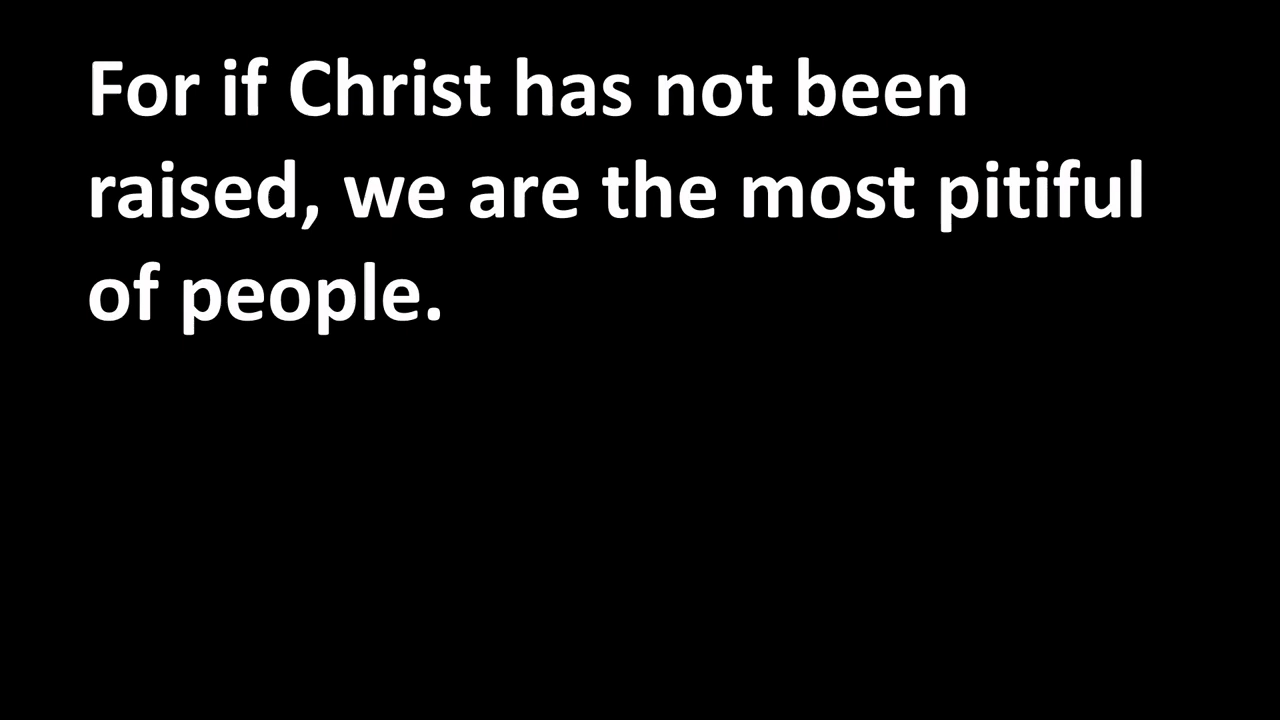 For if Christ has not been
raised, we are the most pitiful
of people.